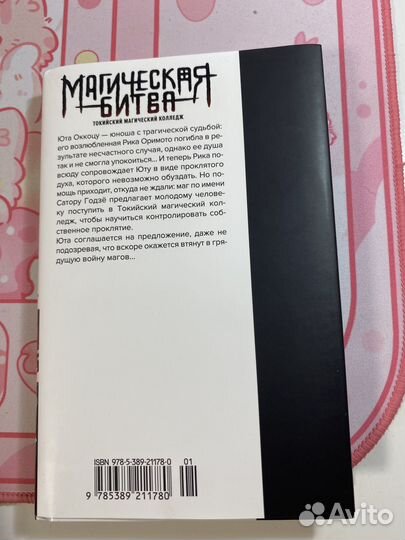 МАГИЧЕСКАЯ
БИТВА
ТОКИЙСКИЙ МАГИЧЕСКИЙ КОЛЛЕДЖ
Юта Оккоцу — юноша с трагической судьбой:
его возлюбленная Рика Оримото погибла в ре-
зультате несчастного случая, однако ее душа
так и не смогла упокоиться... И теперь Рика по-
всюду сопровождает Юту в виде проклятого
духа, которого невозможно обуздать. Но по-
мощь приходит, откуда не ждали: маг по имени
Сатору Годзё предлагает молодому челове-
ку поступить в Токийский магический кол-
ледж, чтобы научиться контролировать соб-
ственное проклятие.
Юта соглашается на предложение, даже не
подозревая, что вскоре окажется втянут в гря-
дущую войну магов...
ISBN 978-5-389-21178-0 01
9 785389 211780
Avito